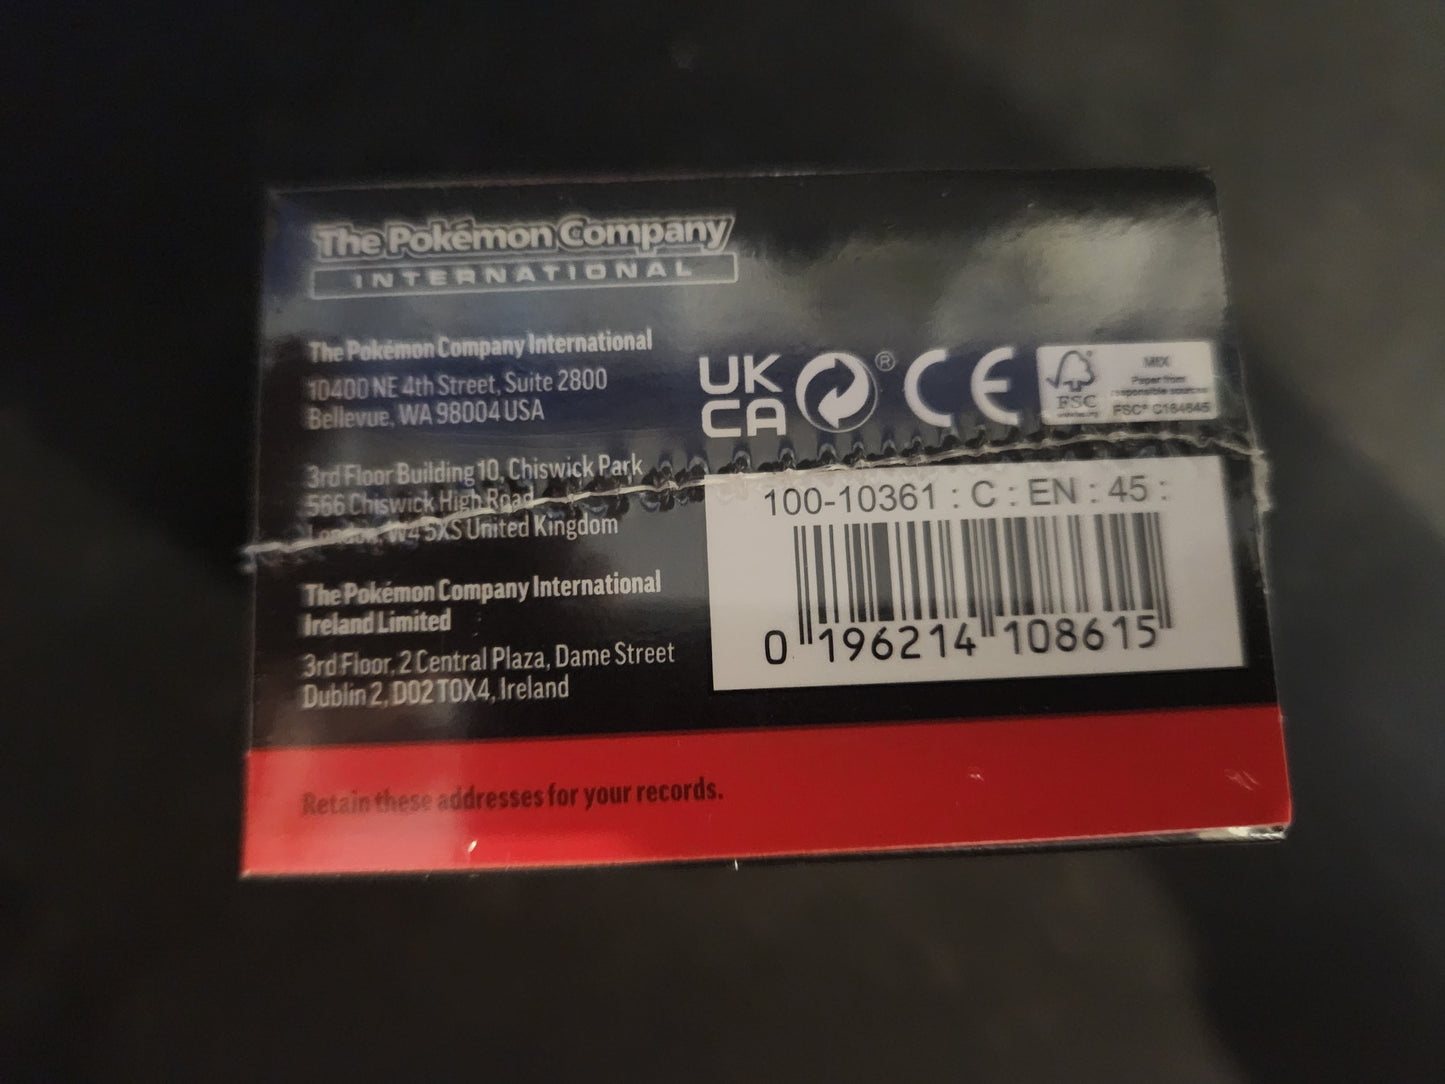 The Pokémon Company
INTERNATIONAL
The Pokémon Company International
10400 NE 4th Street, Suite 2800
Bellevue, WA 98004 USA
3rd Floor Building 10, Chiswick Park
566 Chiswick High Road
London, W4 5XS United Kingdom
The Pokémon Company International
Ireland Limited
3rd Floor, 2 Central Plaza, Dame Street
Dublin 2, D02 T0X4, Ireland
Retain these addresses for your records.
UK
CA
®
CE
FSC
MIX
Paper from
responsible sources
FSC® C164645
100-10361 : C : EN : 45 :
0 196214 108615